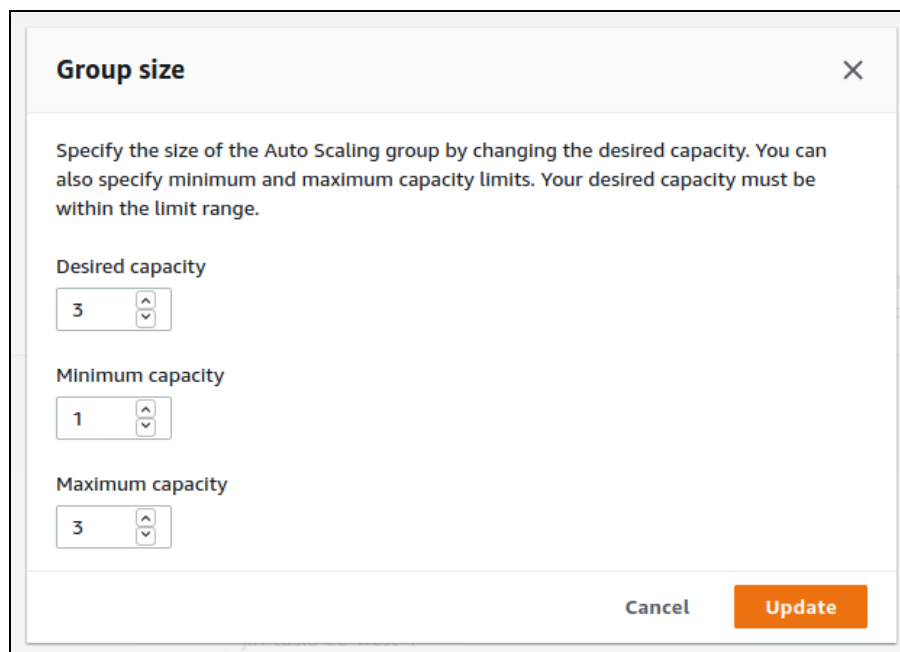 Group size
Specify the size of the Auto Scaling group by changing the desired capacity. You can
also specify minimum and maximum capacity limits. Your desired capacity must be
within the limit range.
Desired capacity
3
Minimum capacity
1
Maximum capacity
3
Cancel
Update